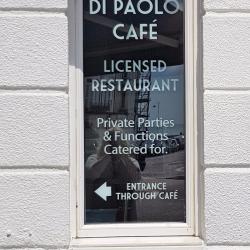 DI PAOLO
CAFÉ
LICENSED
RESTAURANT
Private Parties
& Functions
Catered for.
ENTRANCE
THROUGH CAFÉ